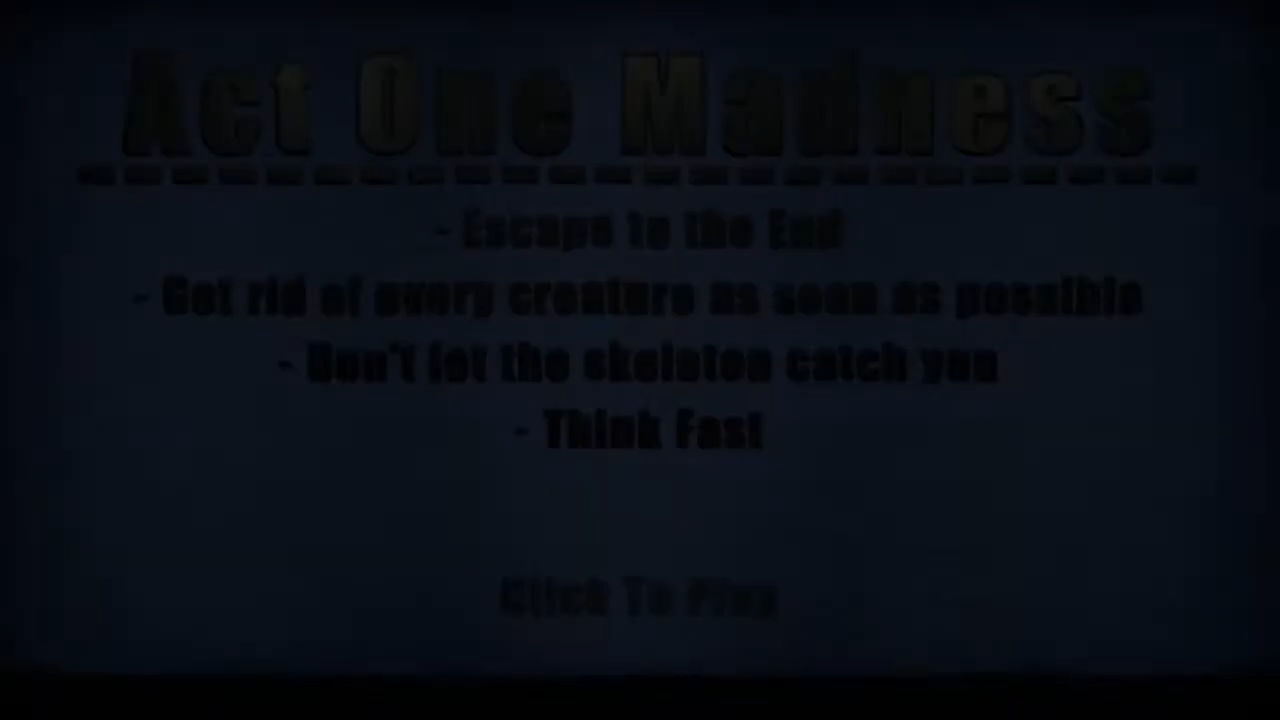 Act One Madness
- Escape to the End
- Get rid of every creature as soon as possible
- Don't let the skeleton catch you
- Think Fast
Click To Play